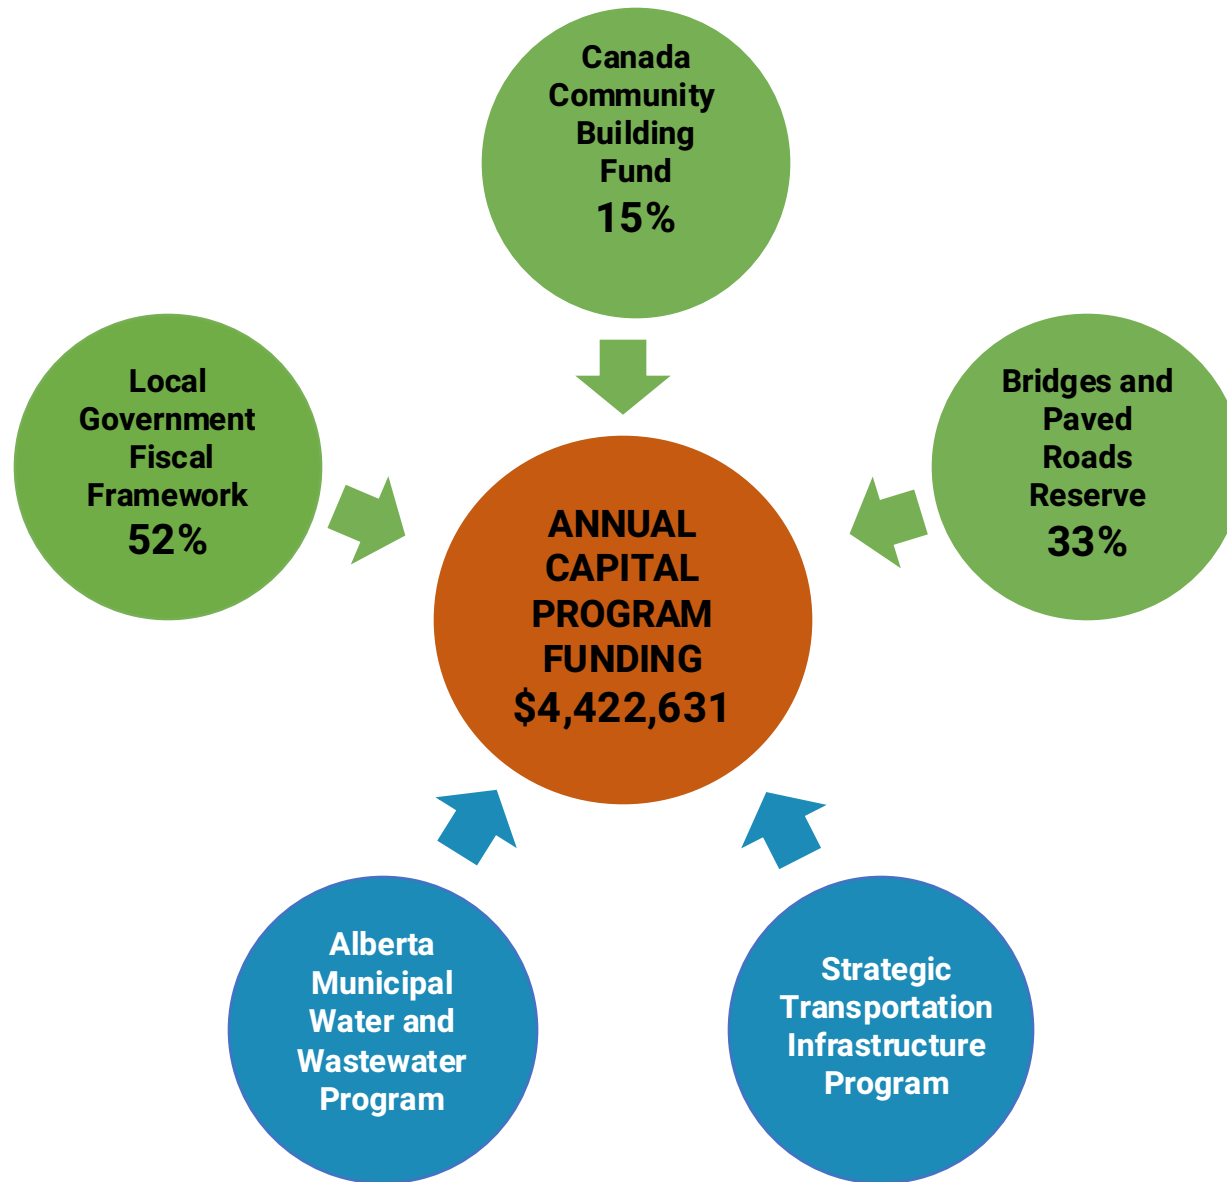 Canada
Community
Building
Fund
15%
Local
Government
Fiscal
Framework
52%
Bridges and
Paved
Roads
Reserve
33%
ANNUAL
CAPITAL
PROGRAM
FUNDING
$4,422,631
Alberta
Municipal
Water and
Wastewater
Program
Strategic
Transportation
Infrastructure
Program